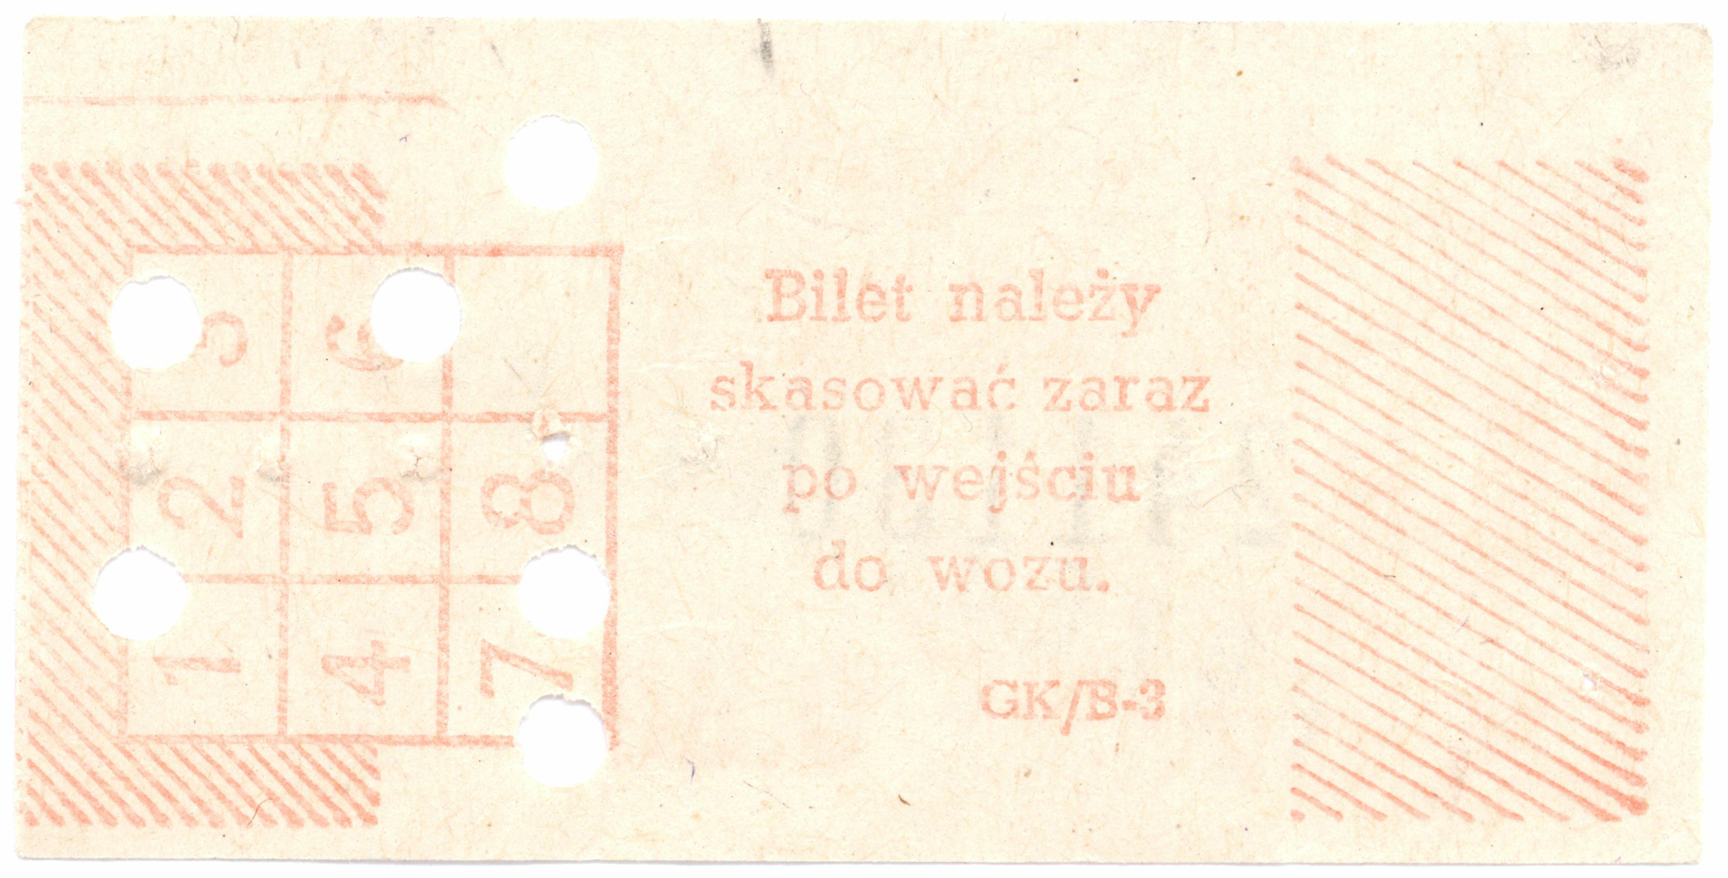 3 6
2 5 8
1 4 7
Bilet należy
skasować zaraz
po wejściu
do wozu.
GK/B-3